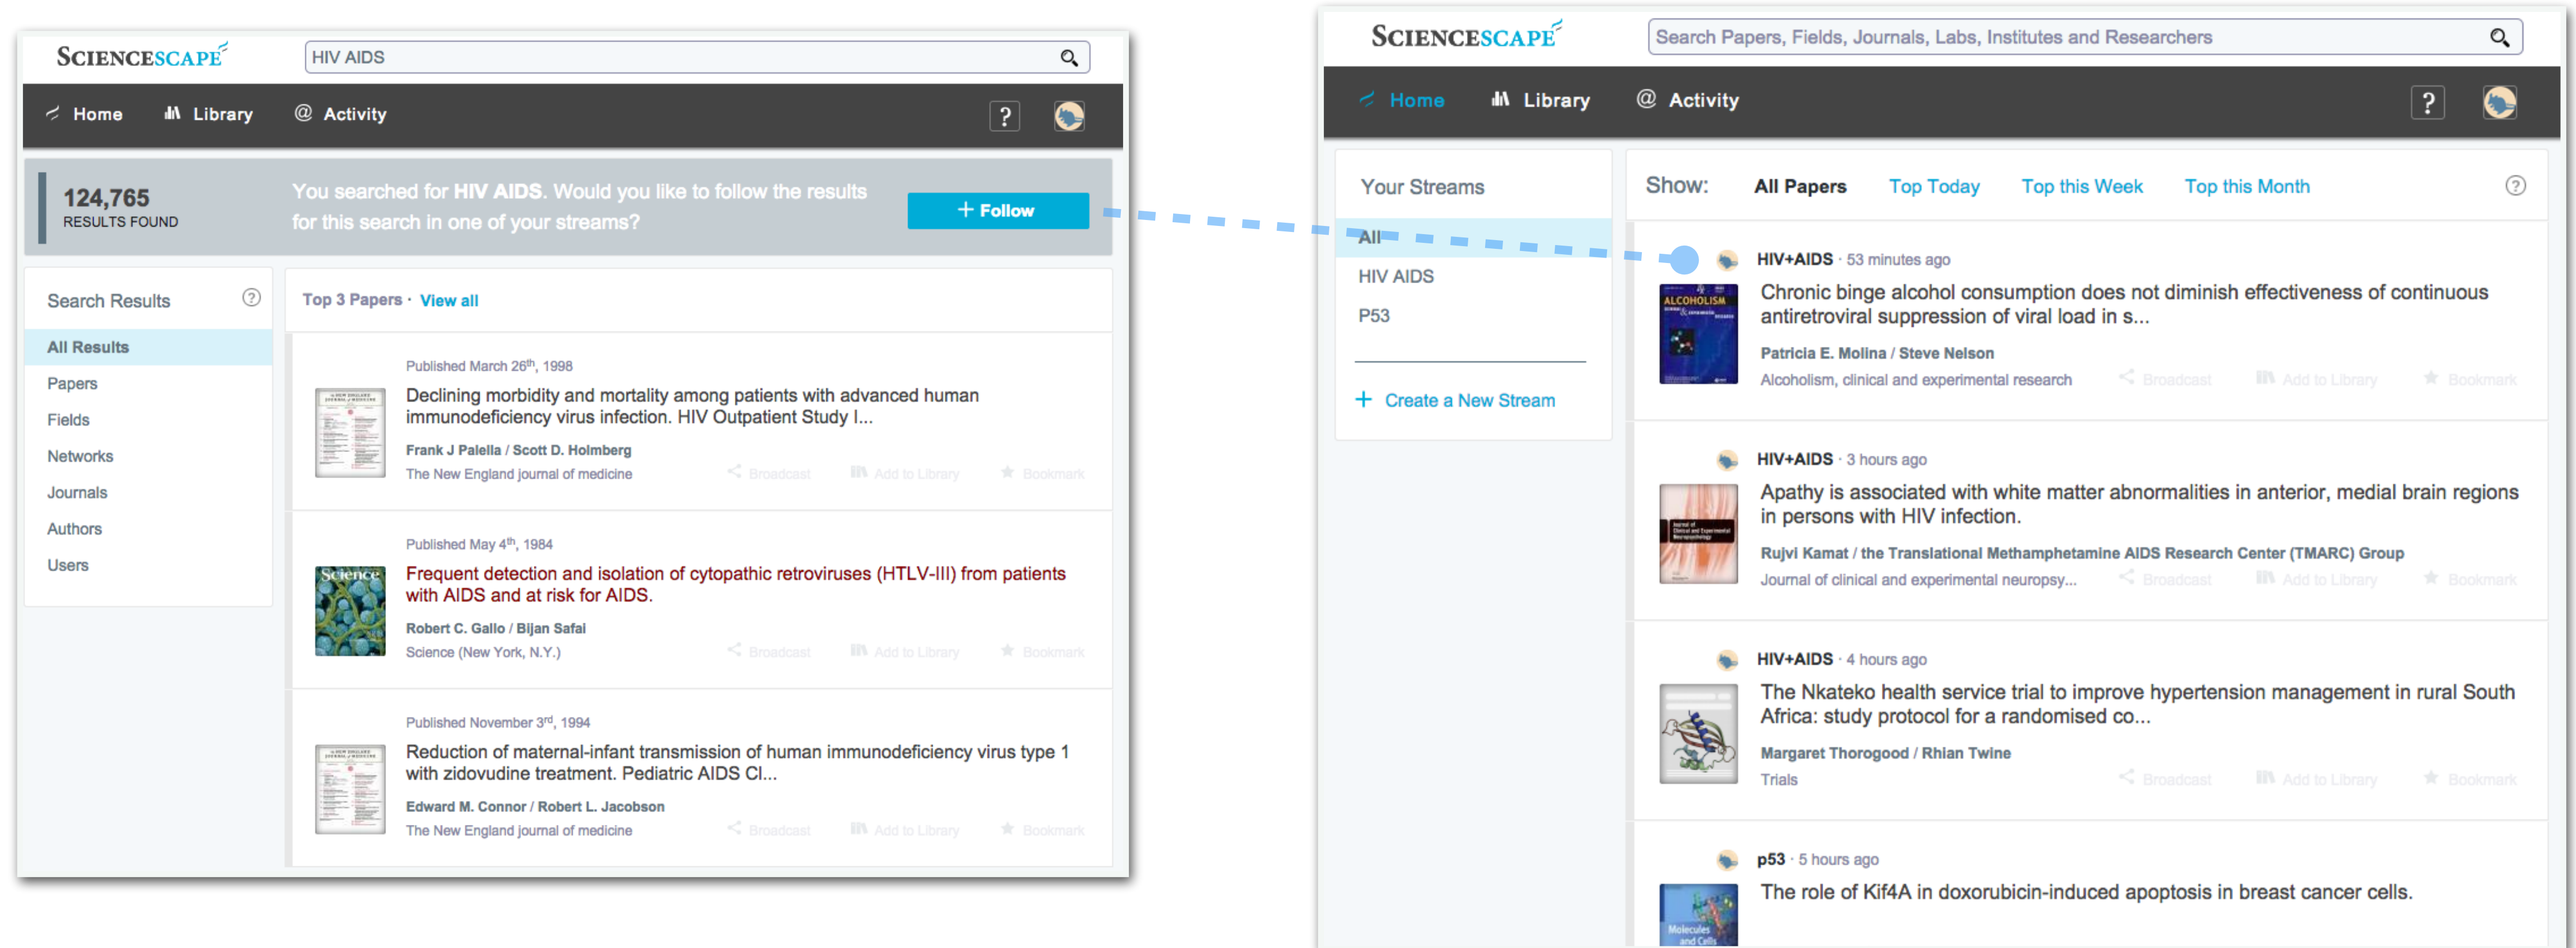 SCIENCESCAPE
HIV AIDS
Home
Library
@ Activity
?
124,765
RESULTS FOUND
You searched for HIV AIDS. Would you like to follow the results
for this search in one of your streams?
+ Follow
Search Results
?
All Results
Papers
Fields
Networks
Journals
Authors
Users
Top 3 Papers · View all
Published March 26th, 1998
Declining morbidity and mortality among patients with advanced human
immunodeficiency virus infection. HIV Outpatient Study I...
Frank J Palella / Scott D. Holmberg
The New England journal of medicine
Broadcast
Add to Library
Bookmark
Published May 4th, 1984
Science
Frequent detection and isolation of cytopathic retroviruses (HTLV-III) from patients
with AIDS and at risk for AIDS.
Robert C. Gallo / Bijan Safai
Science (New York, N.Y.)
Broadcast
Add to Library
Bookmark
Published November 3rd, 1994
Reduction of maternal-infant transmission of human immunodeficiency virus type 1
with zidovudine treatment. Pediatric AIDS Cl...
Edward M. Connor / Robert L. Jacobson
The New England journal of medicine
Broadcast
Add to Library
Bookmark
SCIENCESCAPE
Search Papers, Fields, Journals, Labs, Institutes and Researchers
Home
Library
@ Activity
?
Your Streams
All
HIV AIDS
P53
+ Create a New Stream
Show:
All Papers
Top Today
Top this Week
Top this Month
?
HIV+AIDS · 53 minutes ago
ALCOHOLISM
Chronic binge alcohol consumption does not diminish effectiveness of continuous
antiretroviral suppression of viral load in s...
Patricia E. Molina / Steve Nelson
Alcoholism, clinical and experimental research
Broadcast
Add to Library
Bookmark
HIV+AIDS · 3 hours ago
Journal of
Clinical and Experimental
Neuropsychology
Apathy is associated with white matter abnormalities in anterior, medial brain regions
in persons with HIV infection.
Rujvi Kamat / the Translational Methamphetamine AIDS Research Center (TMARC) Group
Journal of clinical and experimental neuropsy...
Broadcast
Add to Library
Bookmark
HIV+AIDS · 4 hours ago
The Nkateko health service trial to improve hypertension management in rural South
Africa: study protocol for a randomised co...
Margaret Thorogood / Rhian Twine
Trials
Broadcast
Add to Library
Bookmark
p53 · 5 hours ago
The role of Kif4A in doxorubicin-induced apoptosis in breast cancer cells.
Molecules
and Cells